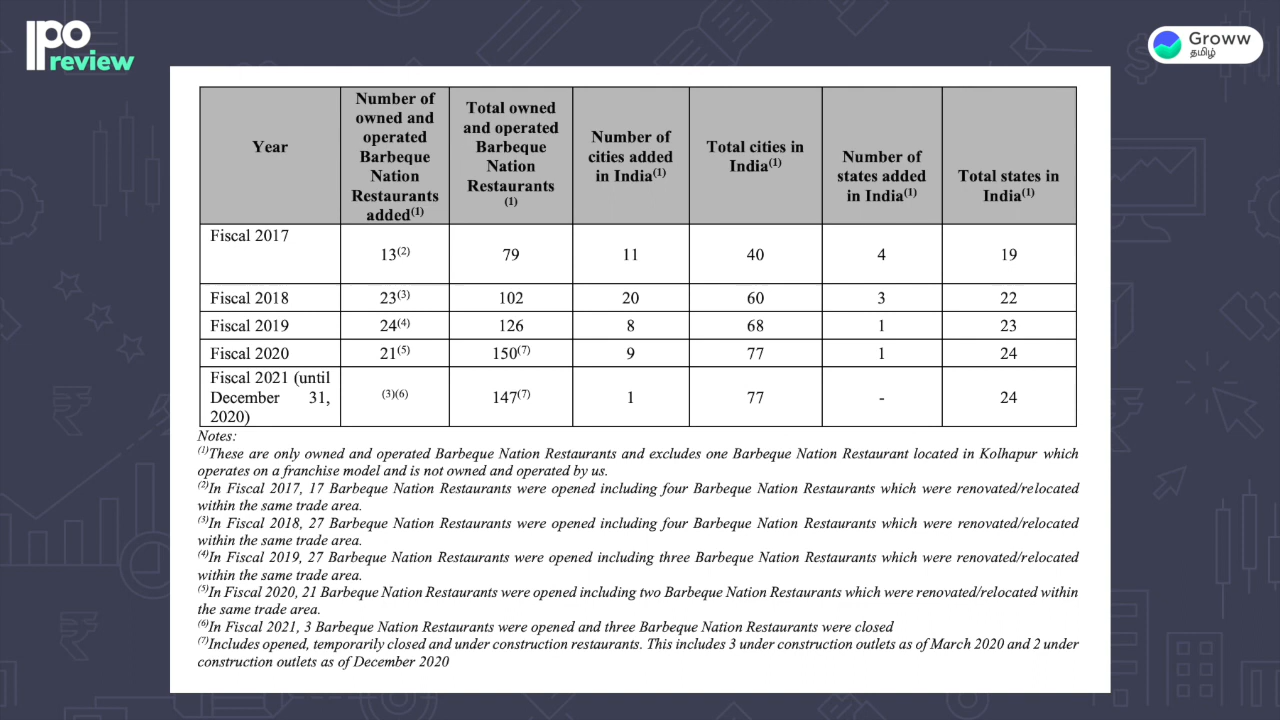 IPO
review
Groww
தமிழ்
Year
Number of
owned and
operated
Barbeque
Nation
Restaurants
added(1)
Total owned
and operated
Barbeque
Nation
Restaurants
(1)
Number of
cities added
in India(1)
Total cities in
India(1)
Number of
states added
in India(1)
Total states in
India(1)
Fiscal 2017
13(2) 79 11 40 4 19
Fiscal 2018 23(3) 102 20 60 3 22
Fiscal 2019 24(4) 126 8 68 1 23
Fiscal 2020 21(5) 150(7) 9 77 1 24
Fiscal 2021 (until
December 31,
2020)
(3)(6) 147(7) 1 77 - 24
Notes:
(1)These are only owned and operated Barbeque Nation Restaurants and excludes one Barbeque Nation Restaurant located in Kolhapur which
operates on a franchise model and is not owned and operated by us.
(2)In Fiscal 2017, 17 Barbeque Nation Restaurants were opened including four Barbeque Nation Restaurants which were renovated/relocated
within the same trade area.
(3)In Fiscal 2018, 27 Barbeque Nation Restaurants were opened including four Barbeque Nation Restaurants which were renovated/relocated
within the same trade area.
(4)In Fiscal 2019, 27 Barbeque Nation Restaurants were opened including three Barbeque Nation Restaurants which were renovated/relocated
within the same trade area.
(5)In Fiscal 2020, 21 Barbeque Nation Restaurants were opened including two Barbeque Nation Restaurants which were renovated/relocated within
the same trade area.
(6)In Fiscal 2021, 3 Barbeque Nation Restaurants were opened and three Barbeque Nation Restaurants were closed
(7)Includes opened, temporarily closed and under construction restaurants. This includes 3 under construction outlets as of March 2020 and 2 under
construction outlets as of December 2020